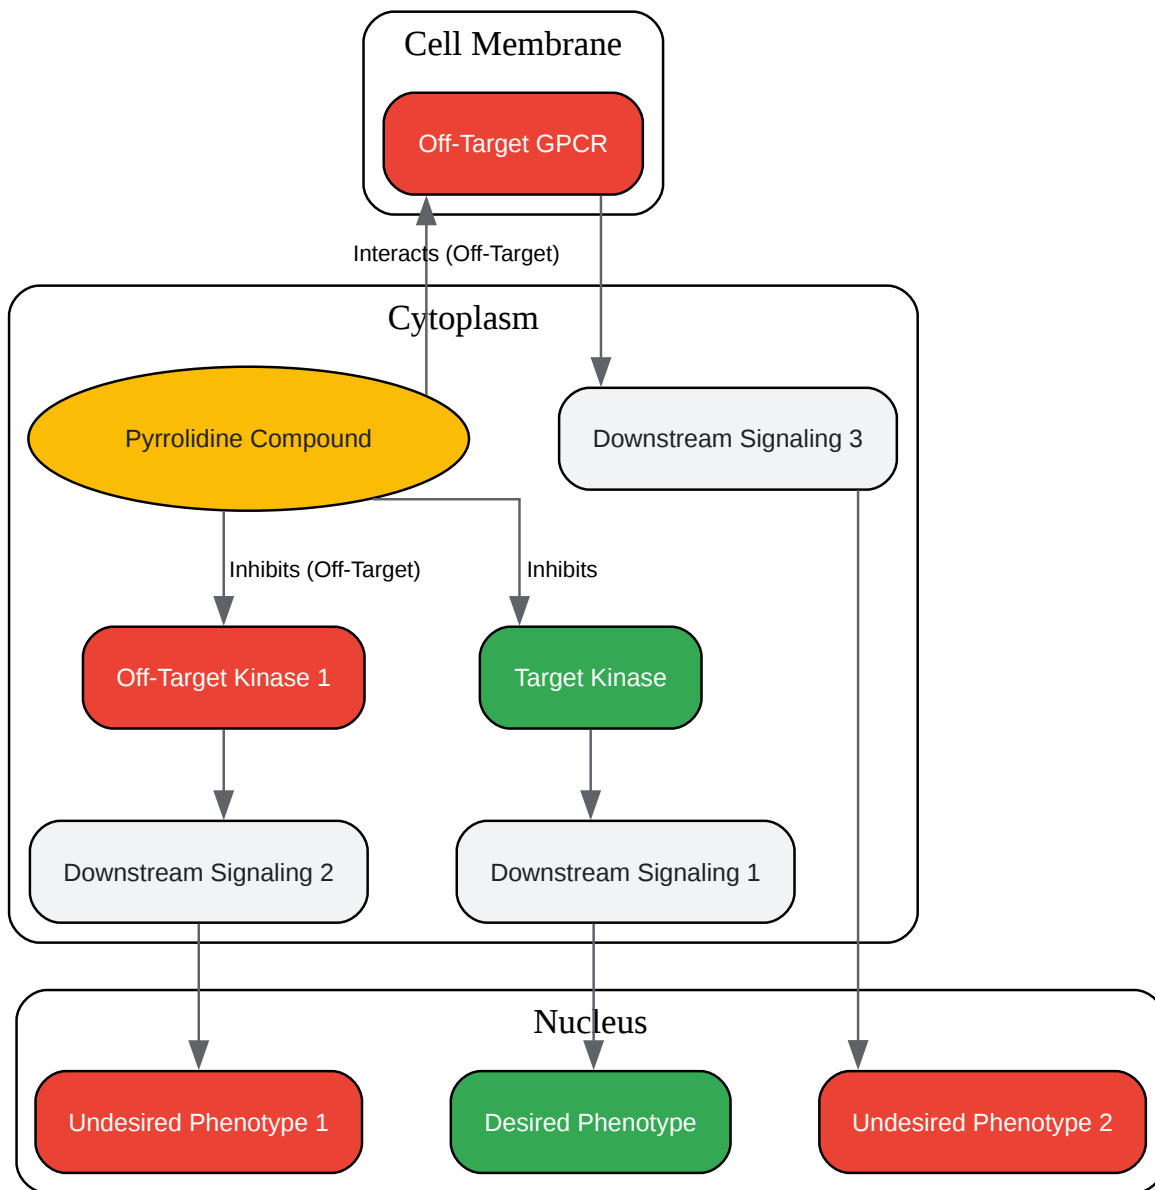 Cell Membrane
Off-Target GPCR
Interacts (Off-Target)
Cytoplasm
Pyrrolidine Compound
Downstream Signaling 3
Inhibits (Off-Target)
Inhibits
Off-Target Kinase 1
Target Kinase
Downstream Signaling 2
Downstream Signaling 1
Nucleus
Undesired Phenotype 1
Desired Phenotype
Undesired Phenotype 2